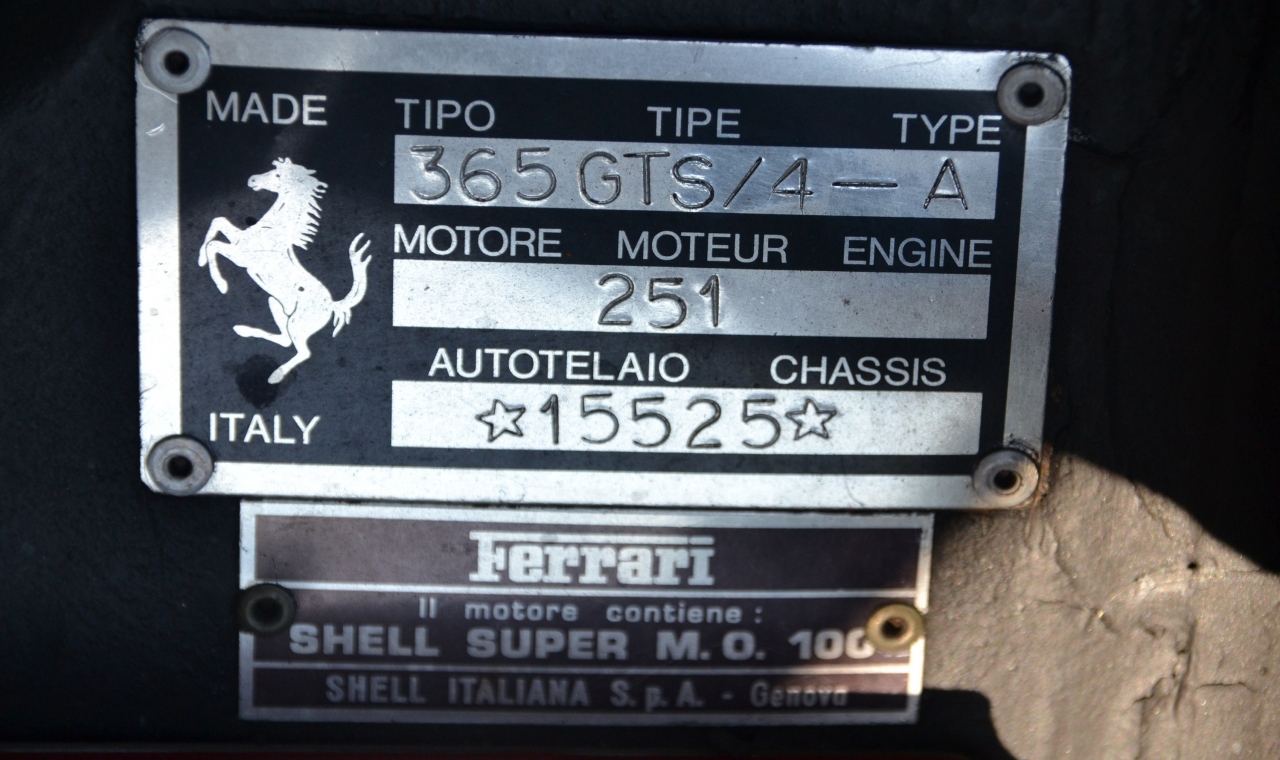 MADE
TIPO TIPE TYPE
365 GTS/4 — A
MOTORE MOTEUR ENGINE
251
AUTOTELAIO CHASSIS
☆15525☆
ITALY
Ferrari
Il motore contiene :
SHELL SUPER M. O. 100
SHELL ITALIANA S. p. A. - Genova